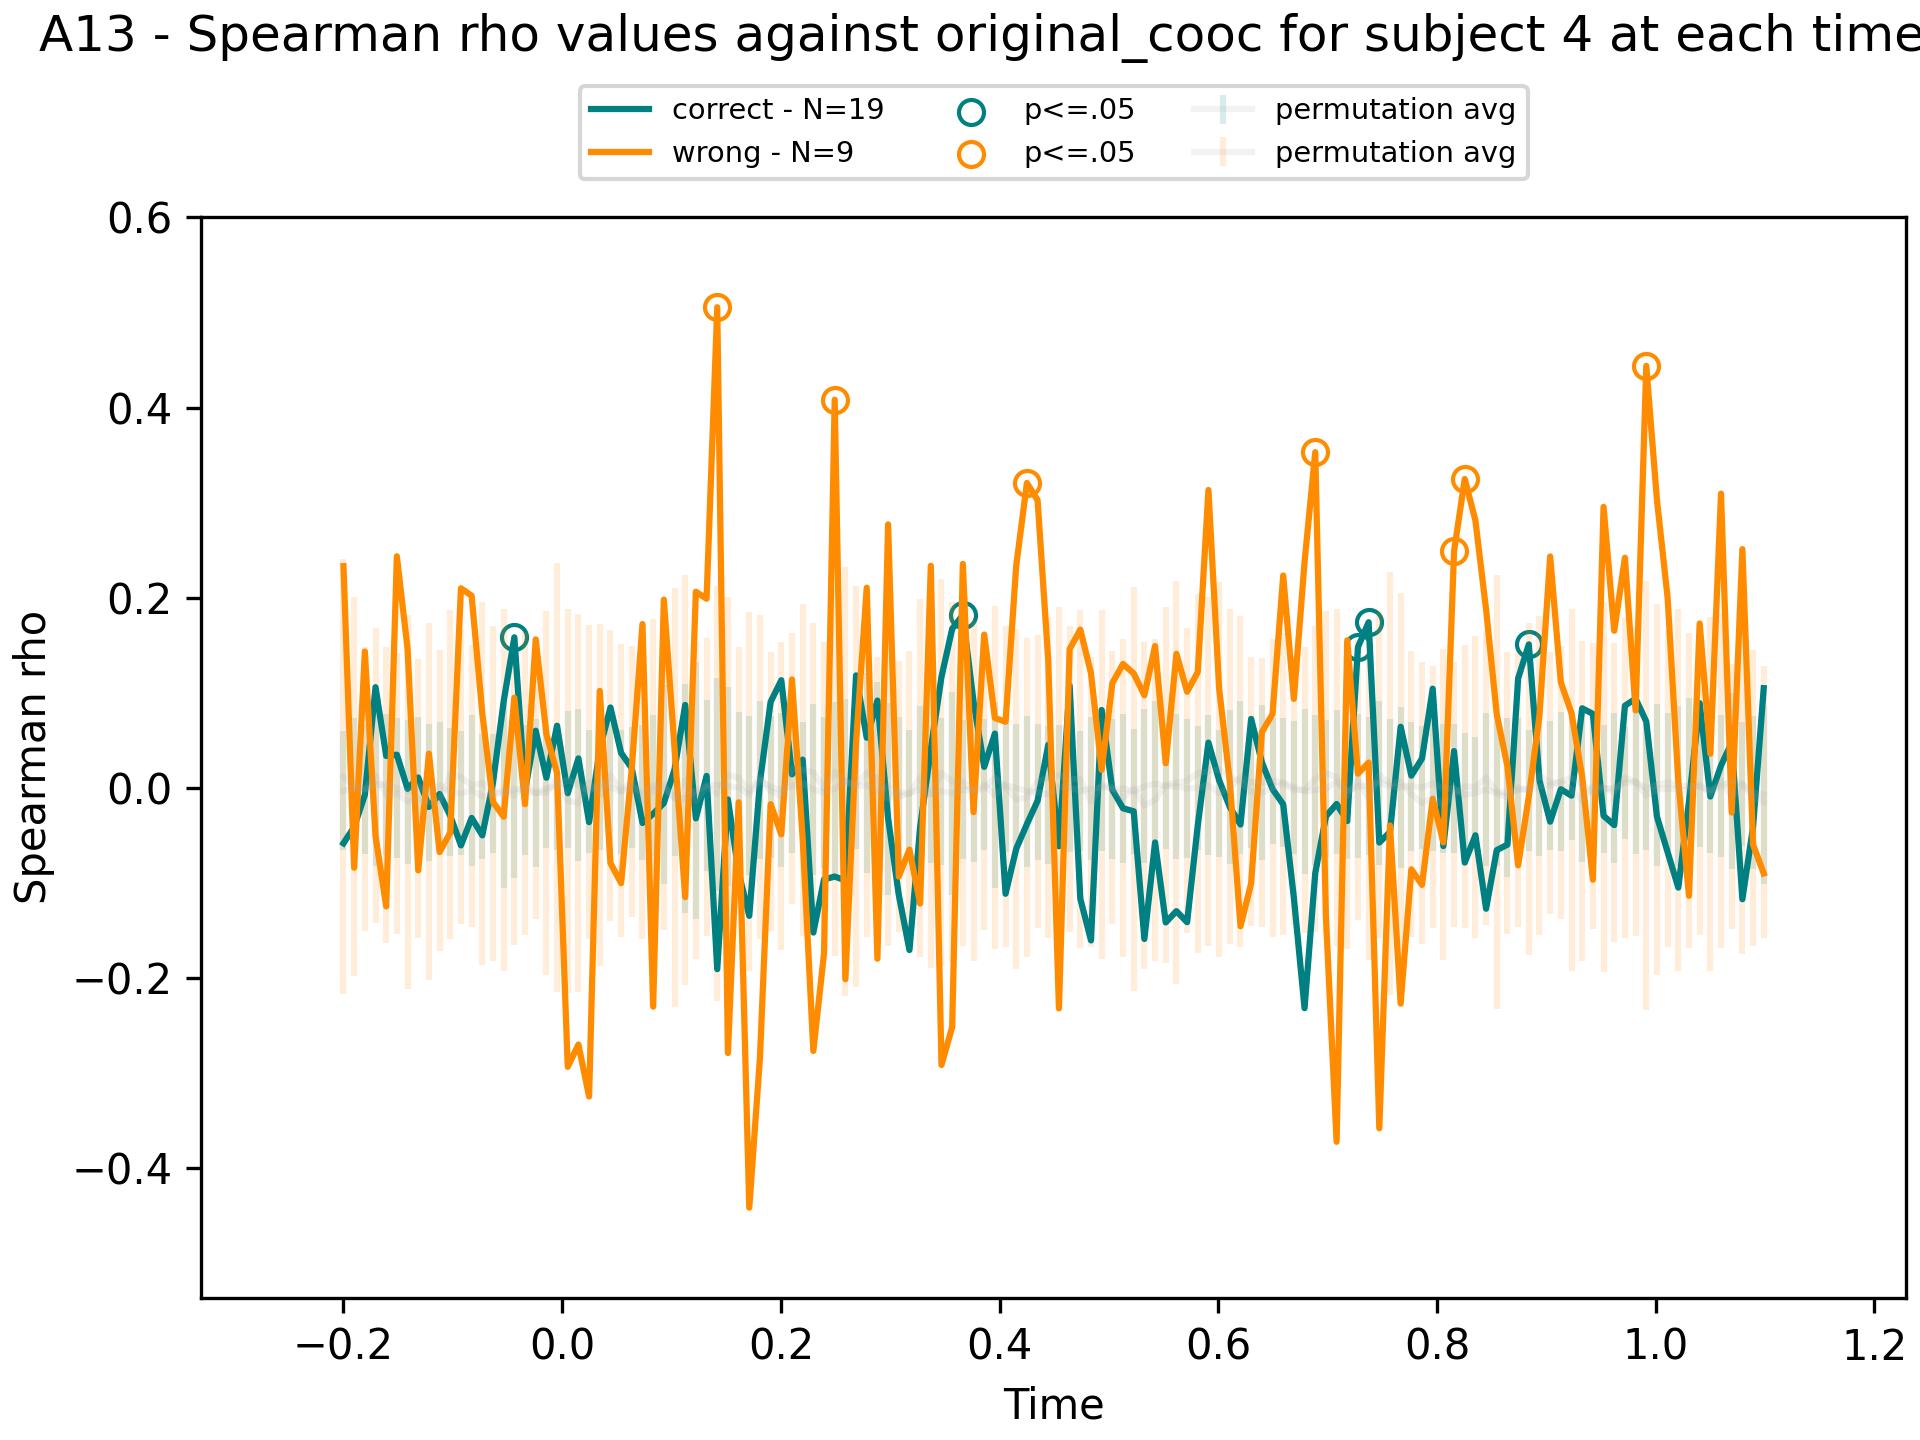 A13 - Spearman rho values against original_cooc for subject 4 at each time
correct - N=19
wrong - N=9
p<=.05
p<=.05
permutation avg
permutation avg
Spearman rho
0.6
0.4
0.2
0.0
−0.2
−0.4
−0.2 0.0 0.2 0.4 0.6 0.8 1.0 1.2
Time